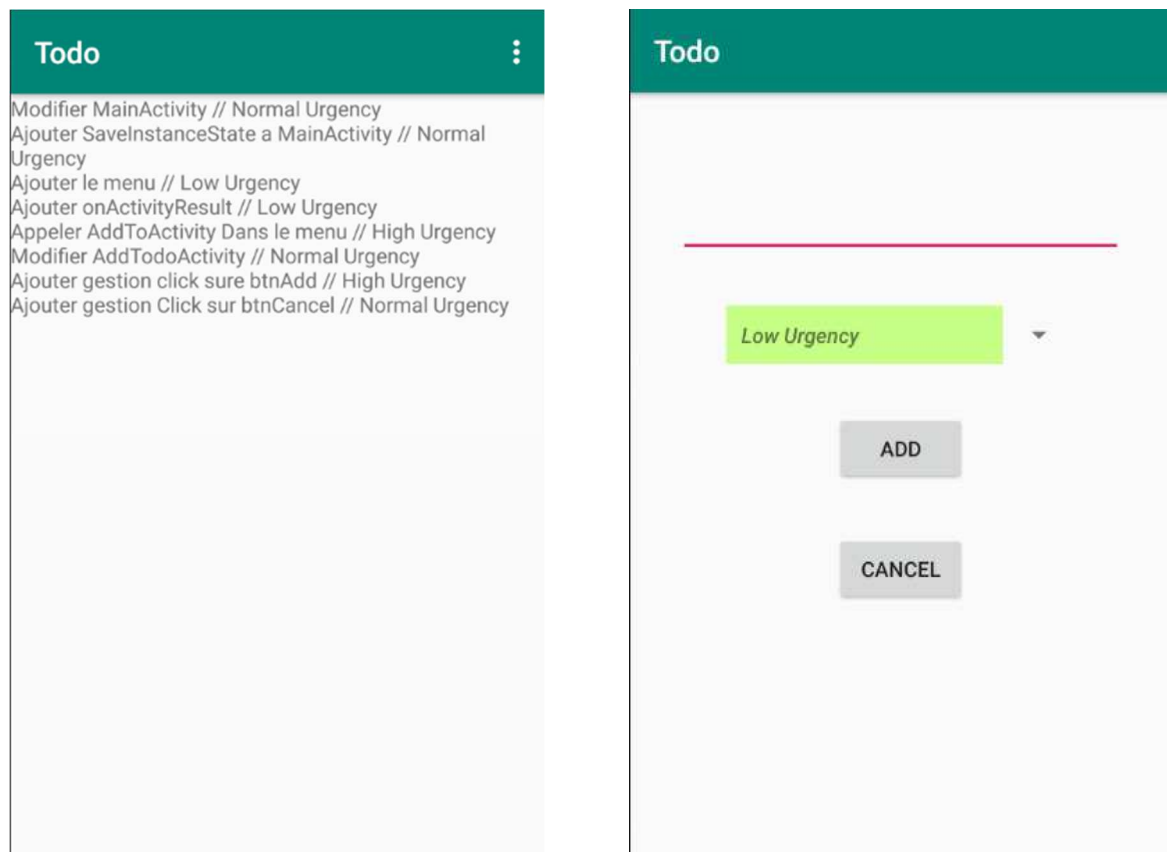 Todo
Modifier MainActivity // Normal Urgency
Ajouter SaveInstanceState a MainActivity // Normal
Urgency
Ajouter le menu // Low Urgency
Ajouter onActivityResult // Low Urgency
Appeler AddToActivity Dans le menu // High Urgency
Modifier AddTodoActivity // Normal Urgency
Ajouter gestion click sure btnAdd // High Urgency
Ajouter gestion Click sur btnCancel // Normal Urgency
Todo
Low Urgency
ADD
CANCEL